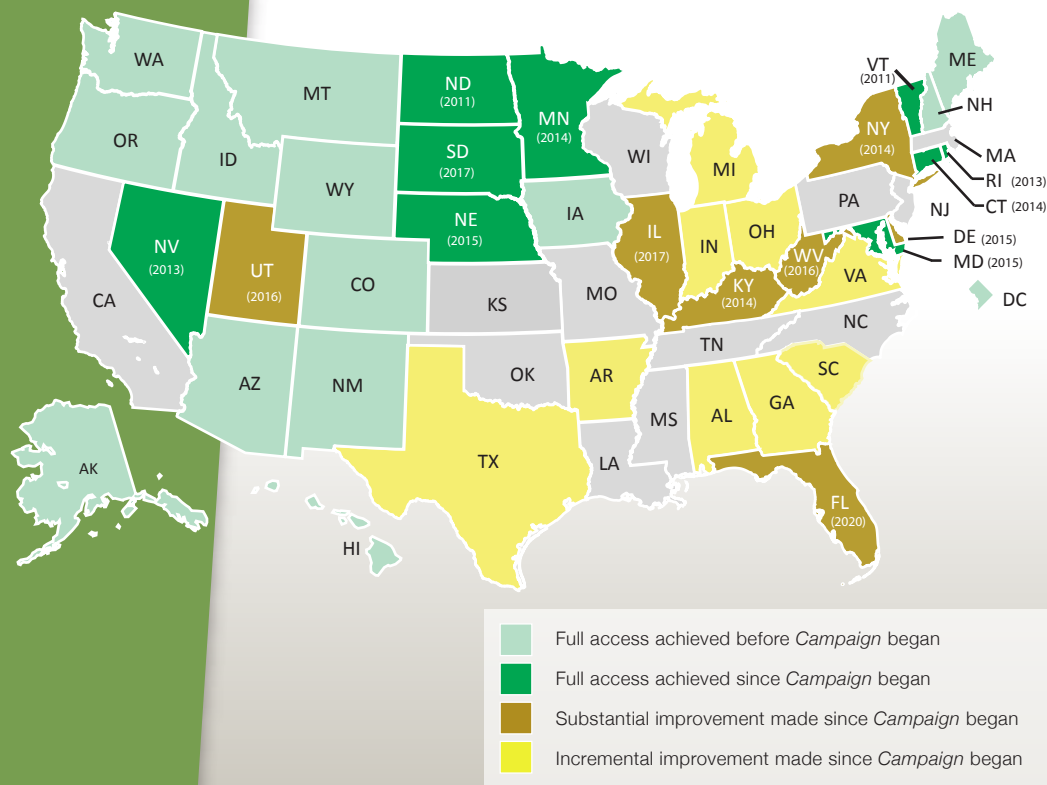 WA
MT
ND
(2011)
MN
(2014)
VT
(2011)
ME
NH
OR
ID
SD
(2017)
WI
NY
(2014)
MA
RI (2013)
CT (2014)
WY
MI
PA
NJ
NE
(2015)
IA
NV
(2013)
UT
(2016)
IL
(2017)
IN
OH
WV
(2016)
DE (2015)
MD (2015)
VA
DC
CO
CA
KS
MO
KY
(2014)
NC
TN
AZ
NM
OK
AR
SC
MS
AL
GA
TX
LA
AK
FL
(2020)
HI
Full access achieved before Campaign began
Full access achieved since Campaign began
Substantial improvement made since Campaign began
Incremental improvement made since Campaign began